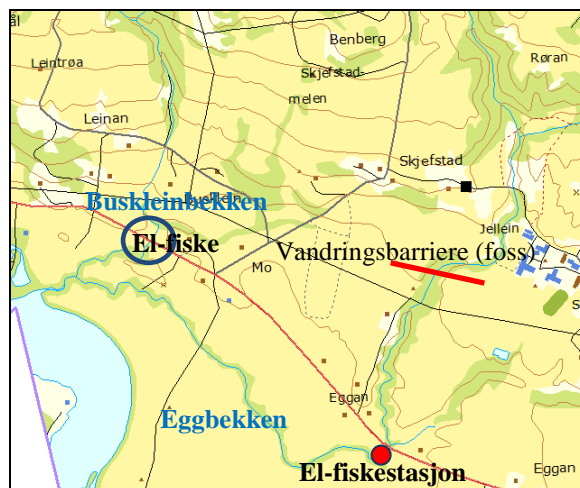 ål
Benberg
Røran
Leintrøa
Skjefstad-
melen
Leinan
Skjefstad
Buskleinbekken
El-fiske
Jellein
Vandringsbarriere (foss)
Mo
S
Eggan
Eggbekken
El-fiskestasjon
Eggan